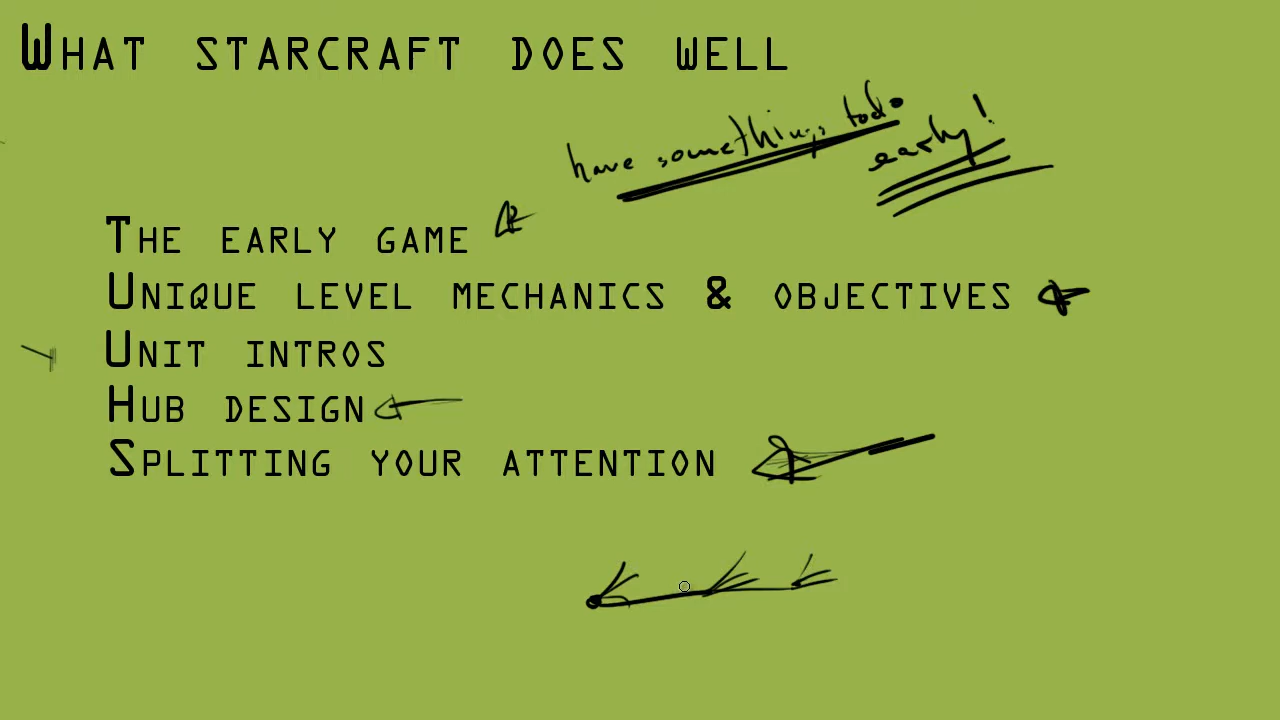 What starcraft does well
have something to do
early!
The early game
Unique level mechanics & objectives
Unit intros
Hub design
Splitting your attention